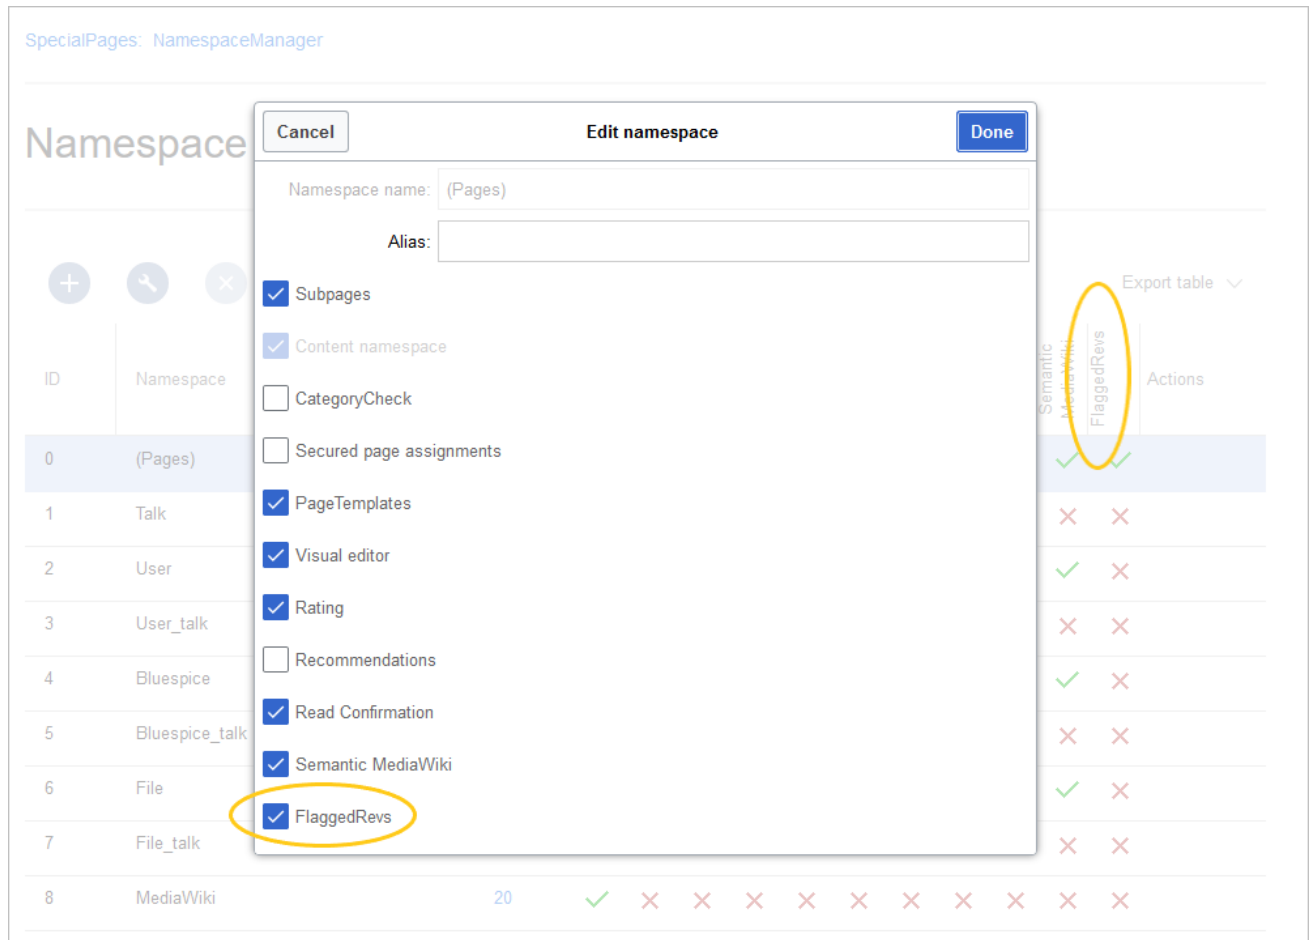 SpecialPages: NamespaceManager
Namespace
Cancel
Edit namespace
Done
Namespace name:
(Pages)
Alias:
Subpages
Content namespace
CategoryCheck
Secured page assignments
PageTemplates
Visual editor
Rating
Recommendations
Read Confirmation
Semantic MediaWiki
FlaggedRevs
Export table
ID
Namespace
Semantic
MediaWiki
FlaggedRevs
Actions
0 (Pages)
1 Talk
2 User
3 User_talk
4 Bluespice
5 Bluespice_talk
6 File
7 File_talk
8 MediaWiki 20